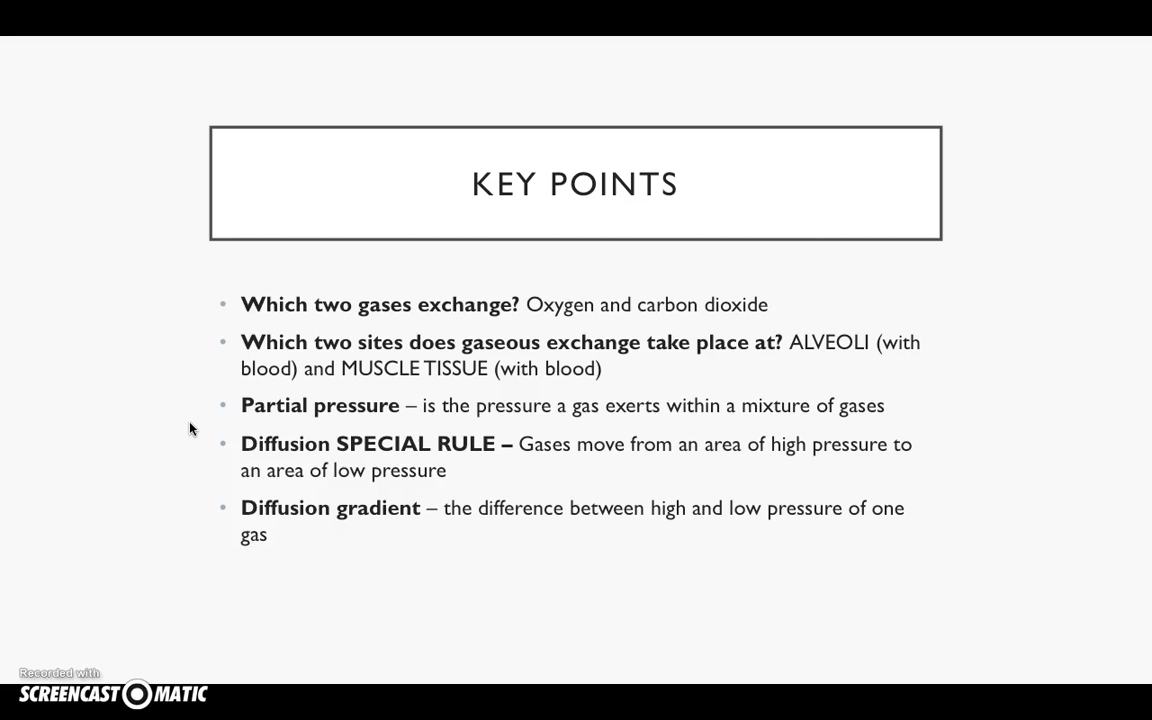 KEY POINTS
• Which two gases exchange? Oxygen and carbon dioxide
• Which two sites does gaseous exchange take place at? ALVEOLI (with
blood) and MUSCLE TISSUE (with blood)
• Partial pressure – is the pressure a gas exerts within a mixture of gases
• Diffusion SPECIAL RULE – Gases move from an area of high pressure to
an area of low pressure
• Diffusion gradient – the difference between high and low pressure of one
gas
Recorded with
SCREENCAST MATIC